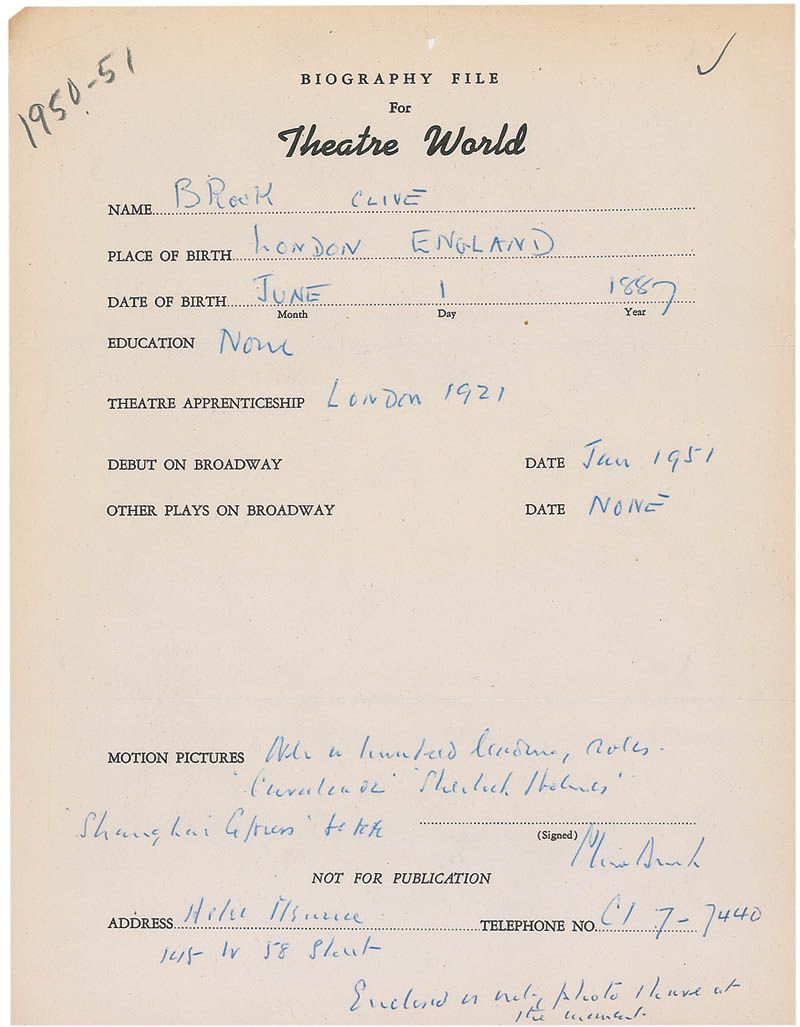 1950-51
BIOGRAPHY FILE
For
Theatre World
NAME BRooK CLIVE
PLACE OF BIRTH LONDON ENGLAND
DATE OF BIRTH JUNE 1 1887
Month Day Year
EDUCATION None
THEATRE APPRENTICESHIP LONDON 1921
DEBUT ON BROADWAY DATE Jan 1951
OTHER PLAYS ON BROADWAY DATE NONE
MOTION PICTURES Over a hundred leading roles.
"Cavalcade" "Sherlock Holmes"
"Shanghai Express" etc etc
(Signed) Clive Brook
NOT FOR PUBLICATION
ADDRESS Hotel TELEPHONE NO. CI 7-7440
145 W 58 Street
Enclosed is only photo I have at
the moment.